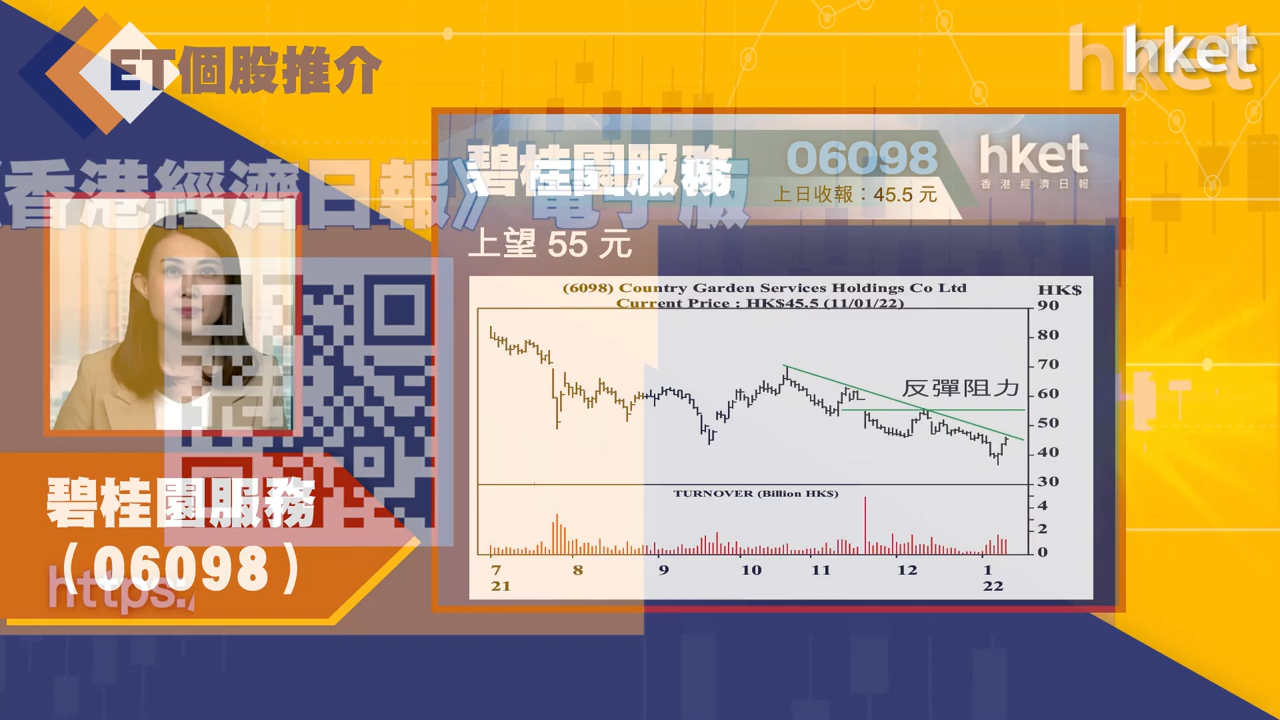 ET個股推介
hket
《香港經濟日報》電子版
碧桂園服務
06098
上日收報：45.5 元
hket
香港經濟日報
上望 55 元
(6098) Country Garden Services Holdings Co Ltd
Current Price : HK$45.5 (11/01/22)
HK$
90
80
70
60
50
40
30
反彈阻力
TURNOVER (Billion HK$)
4
2
0
7 8 9 10 11 12 1
21 22
碧桂園服務
（06098）
https:/